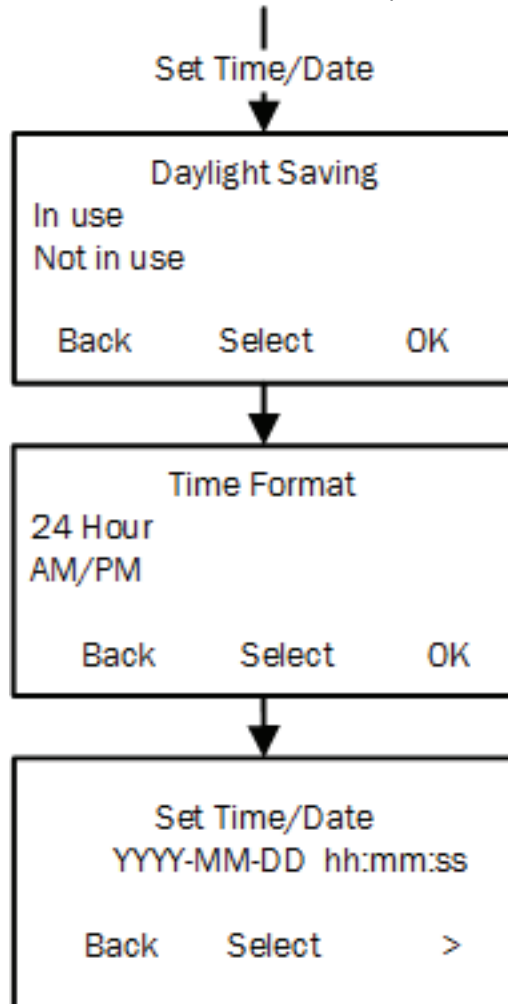 Set Time/Date
Daylight Saving
In use
Not in use
Back Select OK
Time Format
24 Hour
AM/PM
Back Select OK
Set Time/Date
YYYY-MM-DD hh:mm:ss
Back Select >